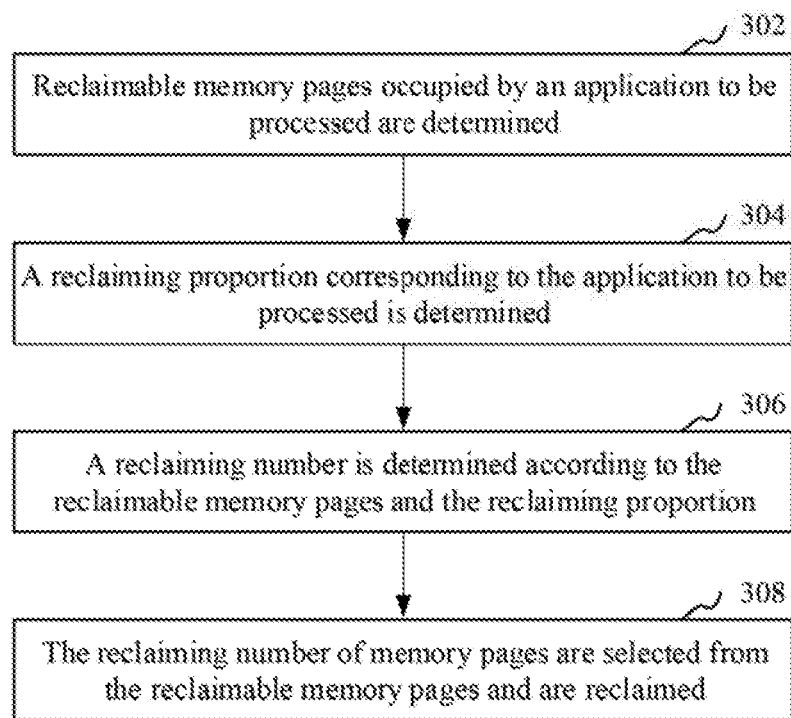 302
Reclaimable memory pages occupied by an application to be
processed are determined
304
A reclaiming proportion corresponding to the application to be
processed is determined
306
A reclaiming number is determined according to the
reclaimable memory pages and the reclaiming proportion
308
The reclaiming number of memory pages are selected from
the reclaimable memory pages and are reclaimed